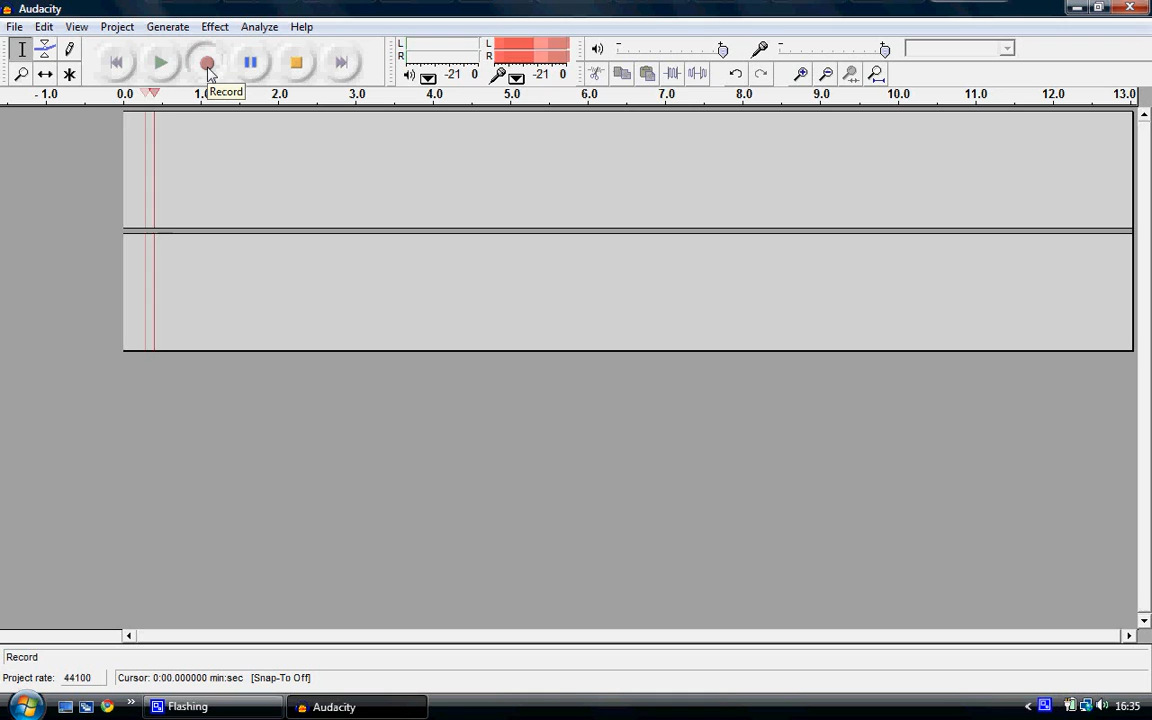 Audacity
File Edit View Project Generate Effect Analyze Help
L R L R
-21 0 -21 0
- 1.0 0.0 1.0 2.0 3.0 4.0 5.0 6.0 7.0 8.0 9.0 10.0 11.0 12.0 13.0
Record
Record
Project rate: 44100 Cursor: 0:00.000000 min:sec [Snap-To Off]
Flashing Audacity 16:35